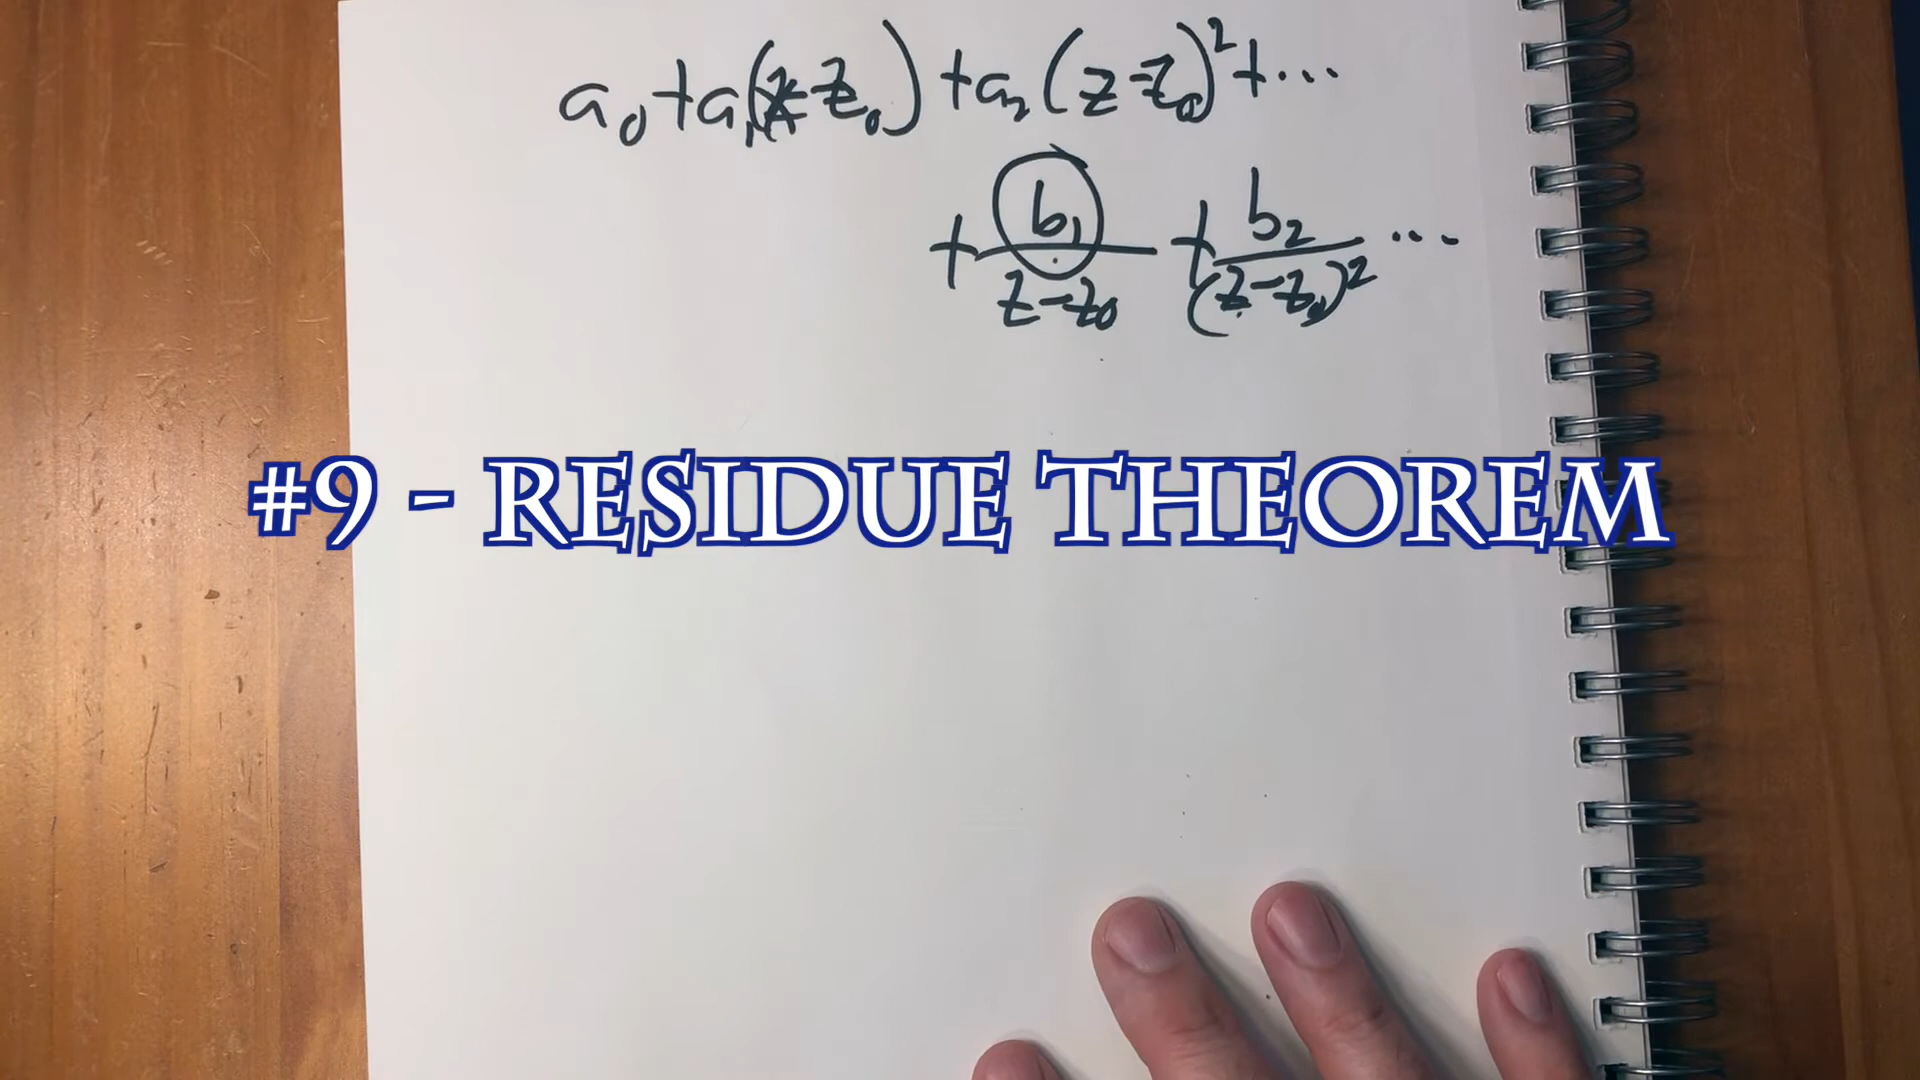 a₀ + a₁(z - z₀) + a₂(z - z₀)² + ...
+ b₁/(z - z₀) + b₂/(z - z₀)² ...
#9 - RESIDUE THEOREM